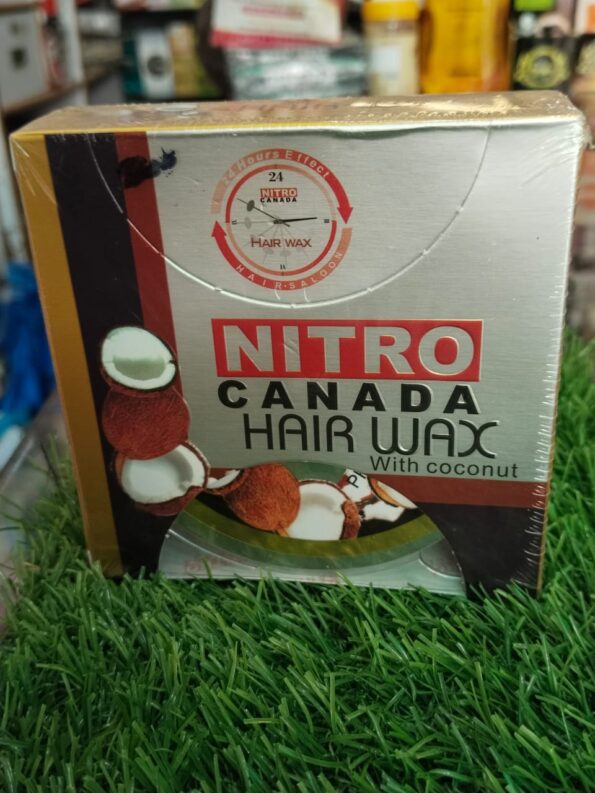 24 Hours Effect
24
NITRO
CANADA
HAIR WAX
HAIR·SALOON
NITRO
CANADA
HAIR WAX
With coconut